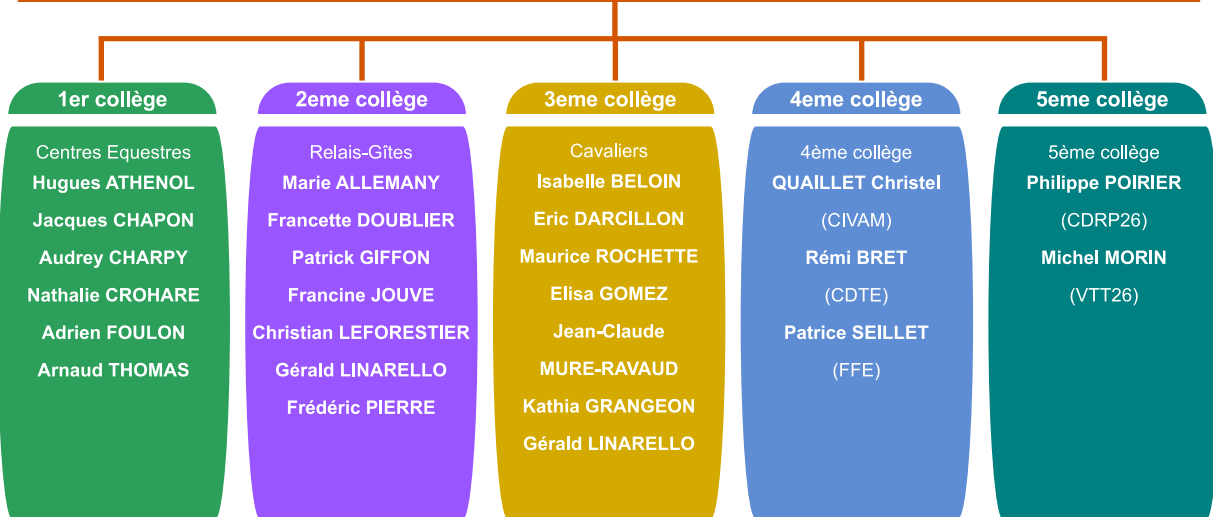 1er collège
Centres Equestres
Hugues ATHENOL
Jacques CHAPON
Audrey CHARPY
Nathalie CROHARE
Adrien FOULON
Arnaud THOMAS
2eme collège
Relais-Gîtes
Marie ALLEMANY
Francette DOUBLIER
Patrick GIFFON
Francine JOUVE
Christian LEFORESTIER
Gérald LINARELLO
Frédéric PIERRE
3eme collège
Cavaliers
Isabelle BELOIN
Eric DARCILLON
Maurice ROCHETTE
Elisa GOMEZ
Jean-Claude
MURE-RAVAUD
Kathia GRANGEON
Gérald LINARELLO
4eme collège
4ème collège
QUAILLET Christel
(CIVAM)
Rémi BRET
(CDTE)
Patrice SEILLET
(FFE)
5eme collège
5ème collège
Philippe POIRIER
(CDRP26)
Michel MORIN
(VTT26)